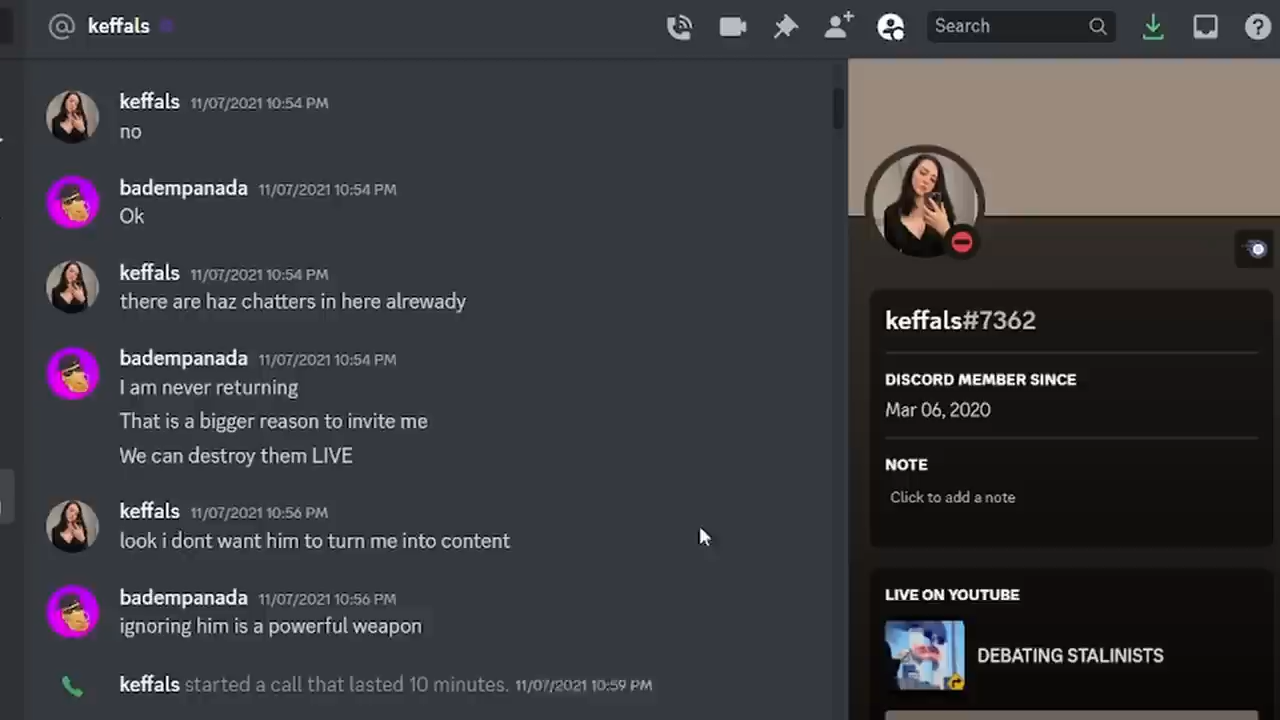 keffals
Search
keffals 11/07/2021 10:54 PM
no
badempanada 11/07/2021 10:54 PM
Ok
keffals 11/07/2021 10:54 PM
there are haz chatters in here alrewady
badempanada 11/07/2021 10:54 PM
I am never returning
That is a bigger reason to invite me
We can destroy them LIVE
keffals 11/07/2021 10:56 PM
look i dont want him to turn me into content
badempanada 11/07/2021 10:56 PM
ignoring him is a powerful weapon
keffals started a call that lasted 10 minutes. 11/07/2021 10:59 PM
keffals#7362
DISCORD MEMBER SINCE
Mar 06, 2020
NOTE
Click to add a note
LIVE ON YOUTUBE
DEBATING STALINISTS